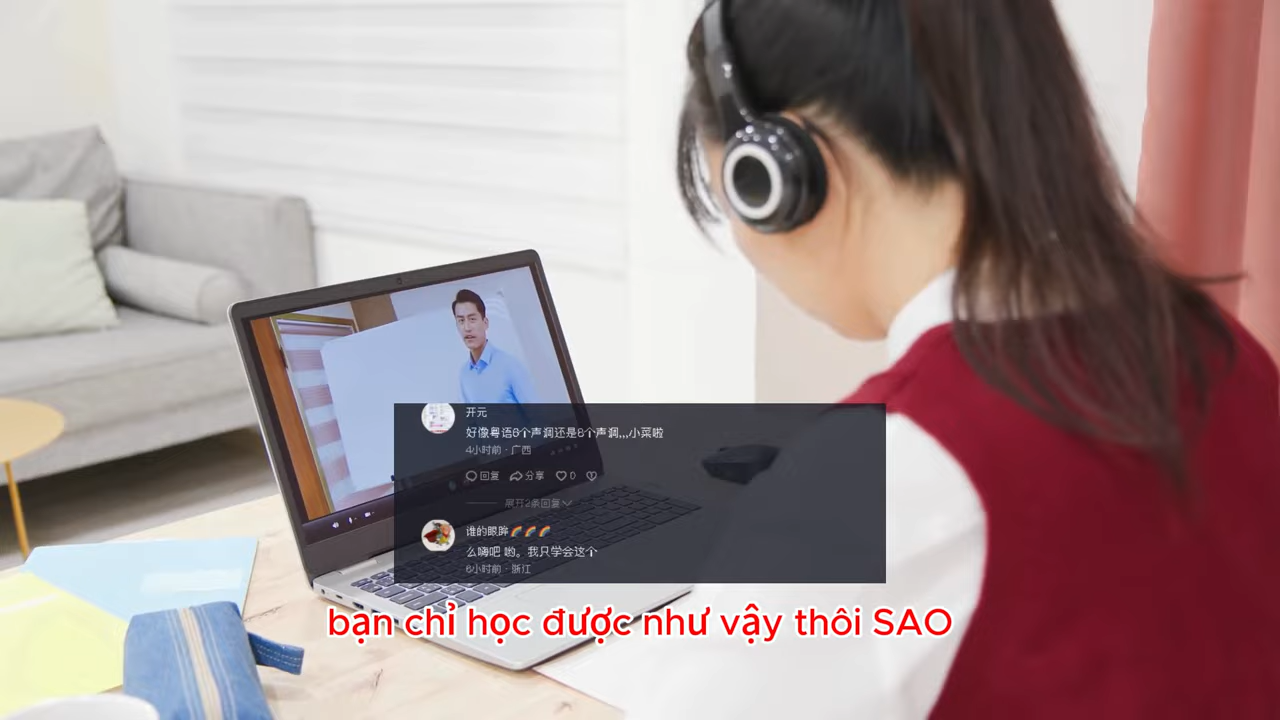 开元
好像粤语6个声调还是8个声调,,,小菜啦
4小时前 · 广西
回复 分享 0
展开2条回复
谁的眼眸🌈🌈🌈
么嗨吧 哟。我只学会这个
6小时前 · 浙江
bạn chỉ học được như vậy thôi SAO